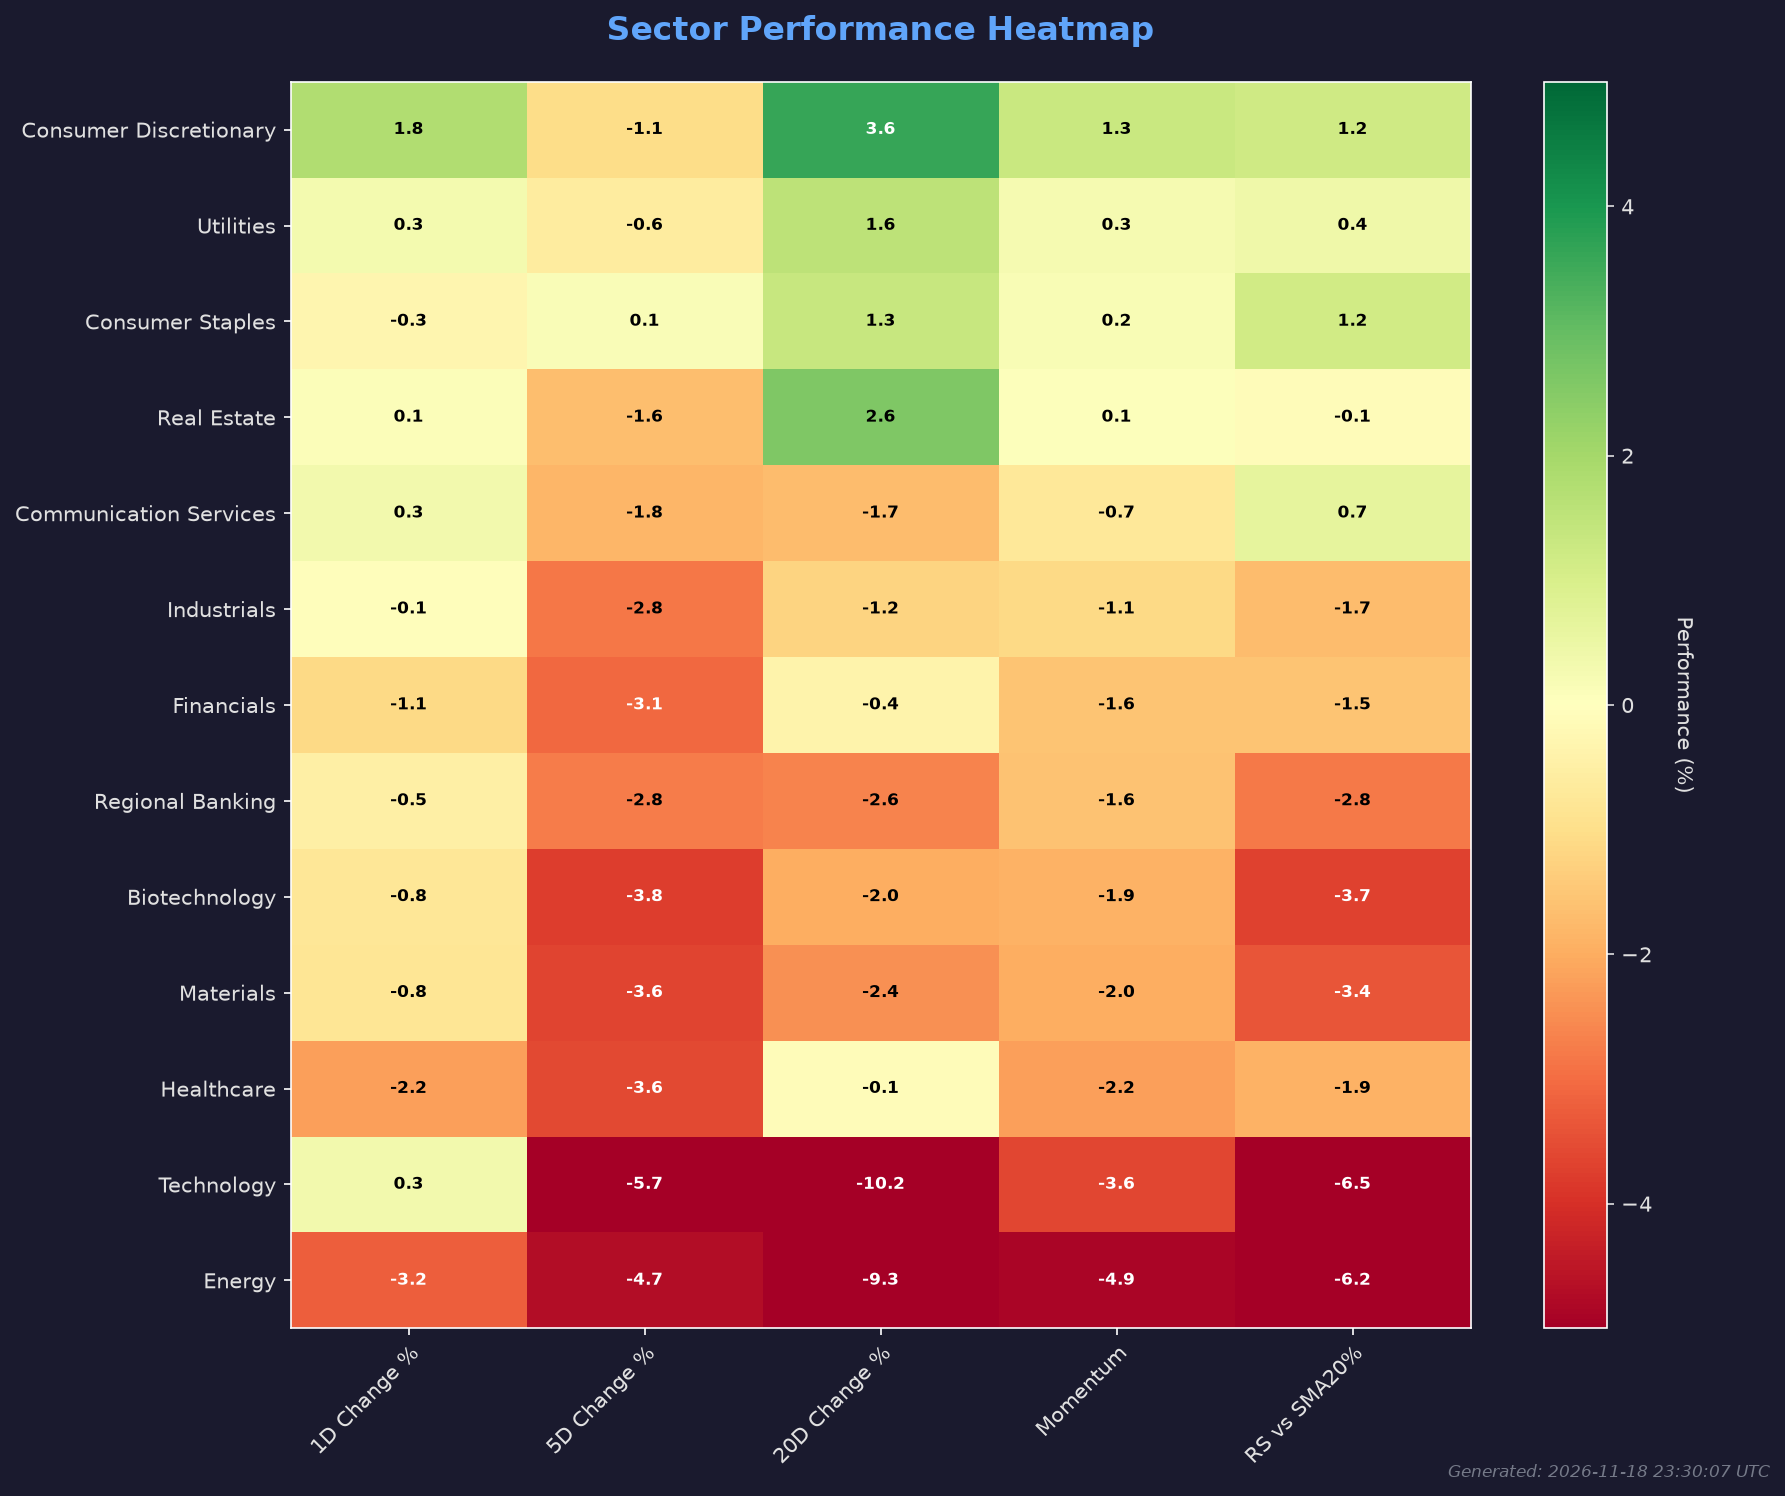 Sector Performance Heatmap
Consumer Discretionary 1.8 -1.1 3.6 1.3 1.2
Utilities 0.3 -0.6 1.6 0.3 0.4
Consumer Staples -0.3 0.1 1.3 0.2 1.2
Real Estate 0.1 -1.6 2.6 0.1 -0.1
Communication Services 0.3 -1.8 -1.7 -0.7 0.7
Industrials -0.1 -2.8 -1.2 -1.1 -1.7
Financials -1.1 -3.1 -0.4 -1.6 -1.5
Regional Banking -0.5 -2.8 -2.6 -1.6 -2.8
Biotechnology -0.8 -3.8 -2.0 -1.9 -3.7
Materials -0.8 -3.6 -2.4 -2.0 -3.4
Healthcare -2.2 -3.6 -0.1 -2.2 -1.9
Technology 0.3 -5.7 -10.2 -3.6 -6.5
Energy -3.2 -4.7 -9.3 -4.9 -6.2
1D Change % 5D Change % 20D Change % Momentum RS vs SMA20%
4
2
0
−2
−4
Performance (%)
Generated: 2026-11-18 23:30:07 UTC